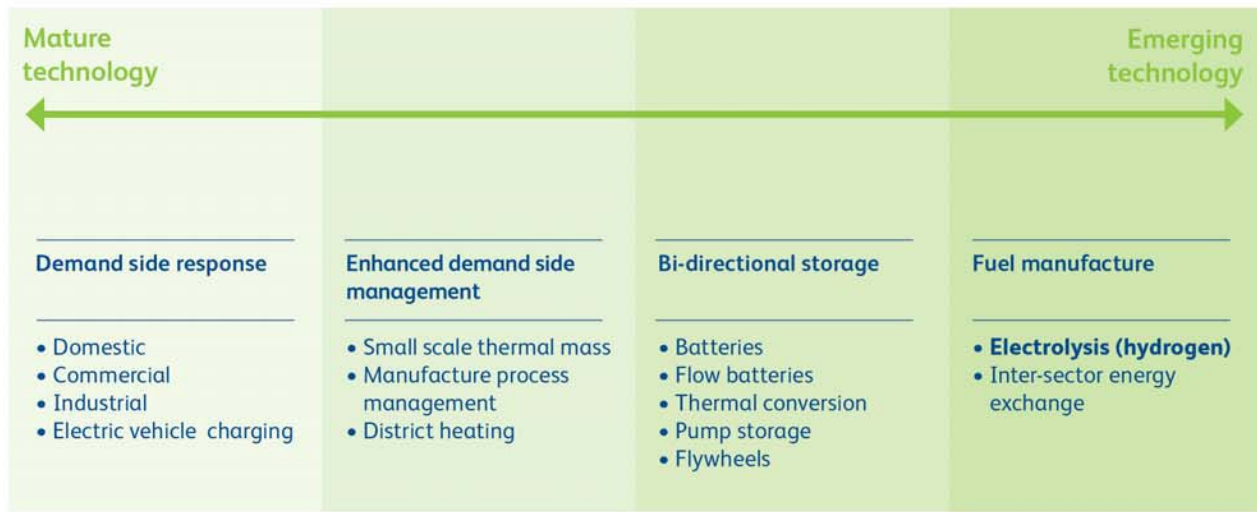 Mature
technology
Emerging
technology
Demand side response
• Domestic
• Commercial
• Industrial
• Electric vehicle charging
Enhanced demand side
management
• Small scale thermal mass
• Manufacture process
management
• District heating
Bi-directional storage
• Batteries
• Flow batteries
• Thermal conversion
• Pump storage
• Flywheels
Fuel manufacture
• Electrolysis (hydrogen)
• Inter-sector energy
exchange